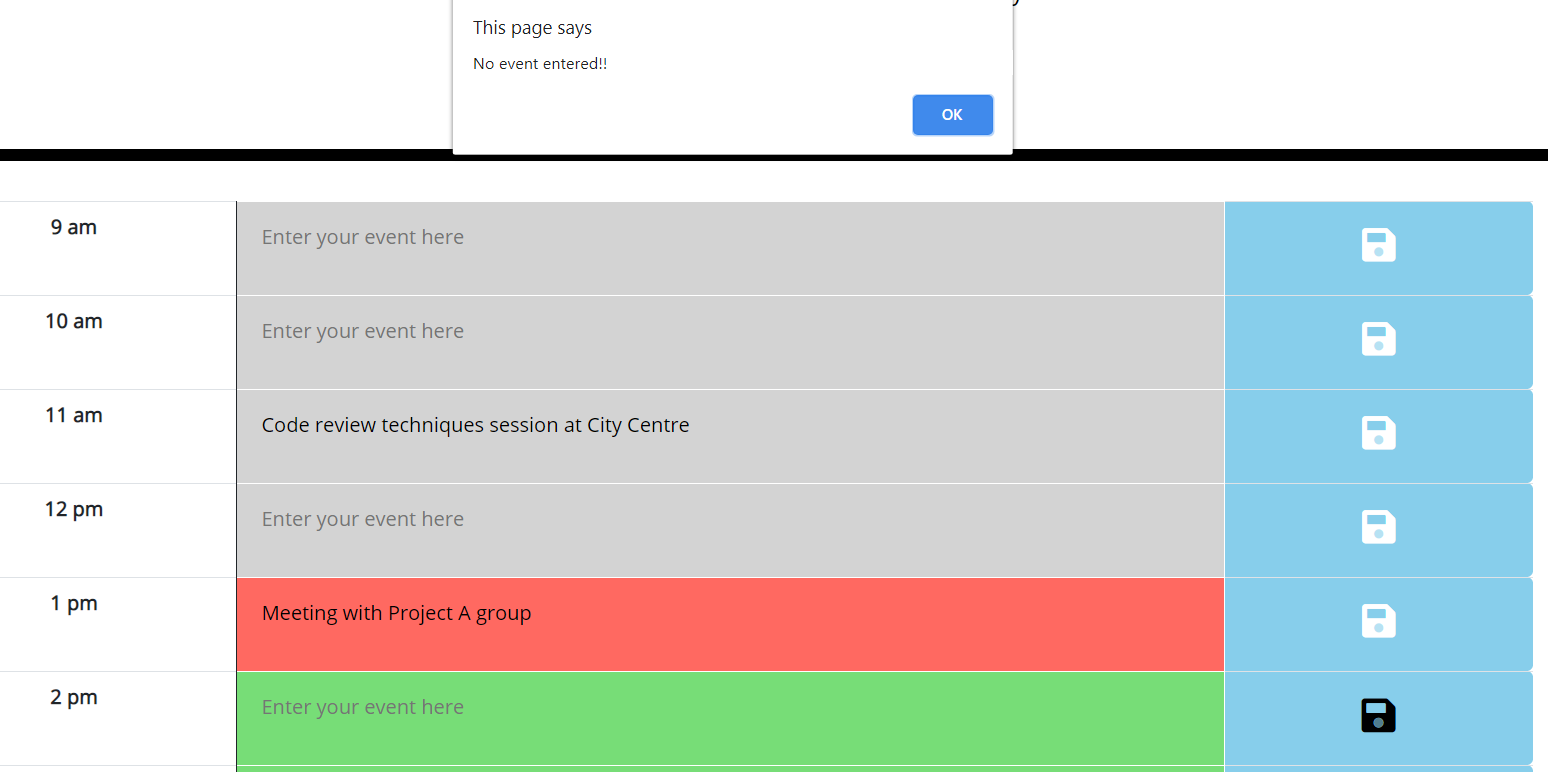 This page says
No event entered!!
OK
9 am
Enter your event here
10 am
Enter your event here
11 am
Code review techniques session at City Centre
12 pm
Enter your event here
1 pm
Meeting with Project A group
2 pm
Enter your event here